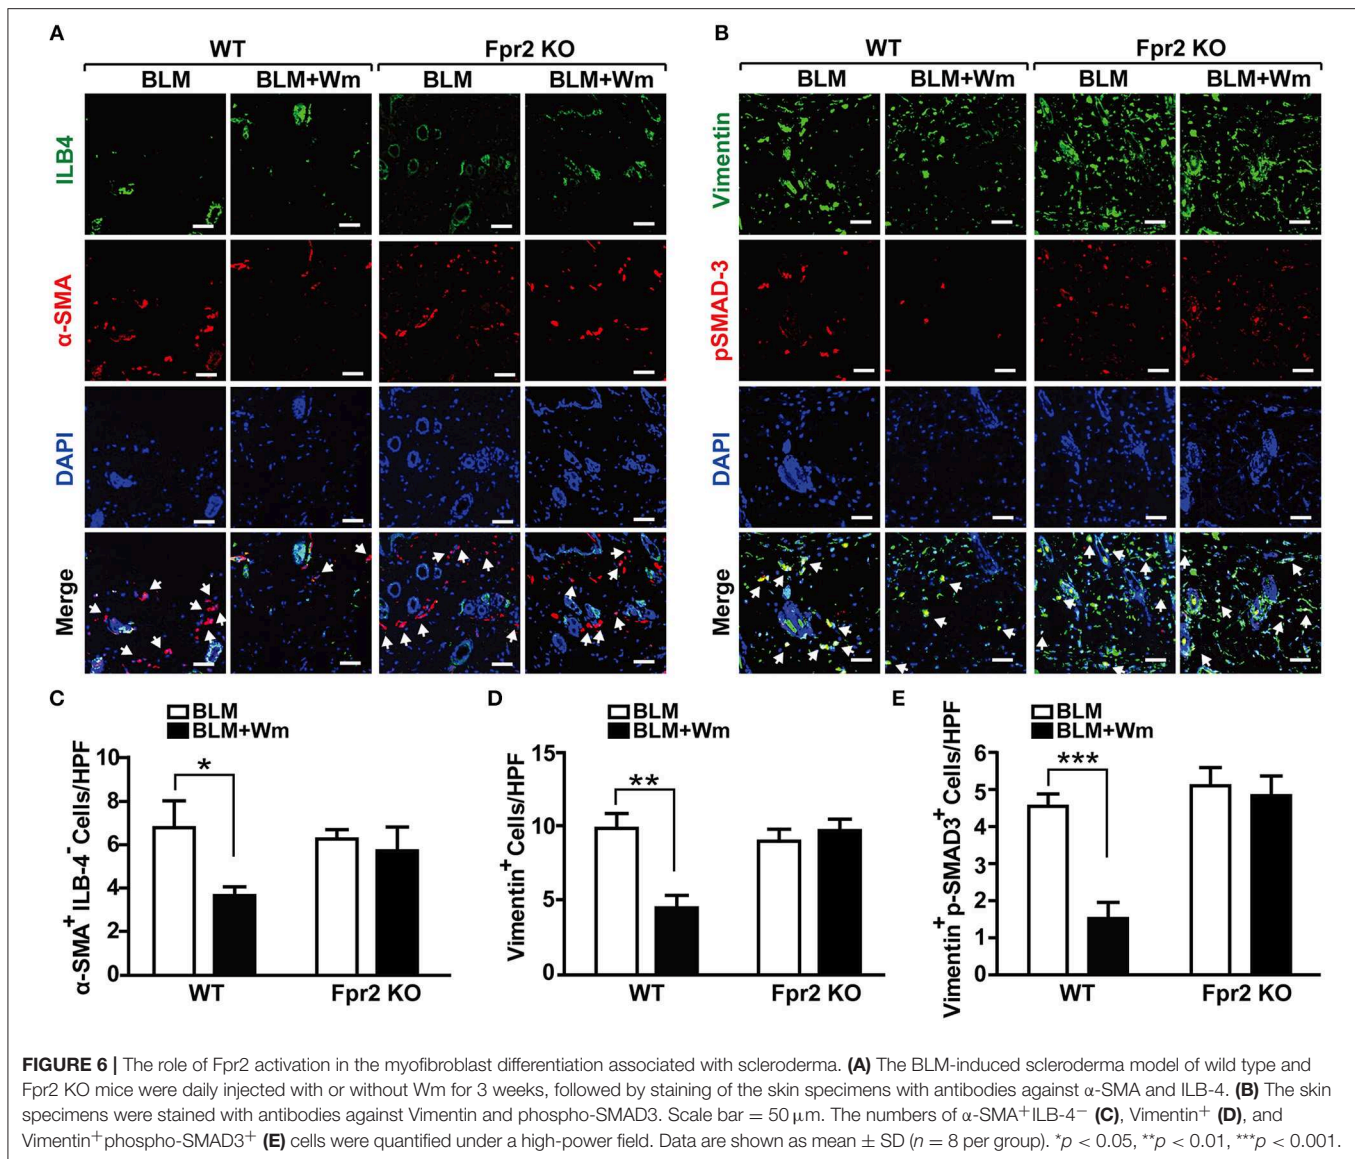 A
WT
Fpr2 KO
BLM
BLM+Wm
BLM
BLM+Wm
ILB4
α-SMA
DAPI
Merge
B
WT
Fpr2 KO
BLM
BLM+Wm
BLM
BLM+Wm
Vimentin
pSMAD-3
DAPI
Merge
C
BLM
BLM+Wm
α-SMA⁺ ILB-4⁻ Cells/HPF
10
8
6
4
2
0
*
WT
Fpr2 KO
D
BLM
BLM+Wm
Vimentin⁺ Cells/HPF
15
10
5
0
**
WT
Fpr2 KO
E
BLM
BLM+Wm
Vimentin⁺ p-SMAD3⁺ Cells/HPF
6
5
4
3
2
1
0
***
WT
Fpr2 KO
FIGURE 6 | The role of Fpr2 activation in the myofibroblast differentiation associated with scleroderma. (A) The BLM-induced scleroderma model of wild type and
Fpr2 KO mice were daily injected with or without Wm for 3 weeks, followed by staining of the skin specimens with antibodies against α-SMA and ILB-4. (B) The skin
specimens were stained with antibodies against Vimentin and phospho-SMAD3. Scale bar = 50 μm. The numbers of α-SMA⁺ILB-4⁻ (C), Vimentin⁺ (D), and
Vimentin⁺phospho-SMAD3⁺ (E) cells were quantified under a high-power field. Data are shown as mean ± SD (n = 8 per group). *p < 0.05, **p < 0.01, ***p < 0.001.